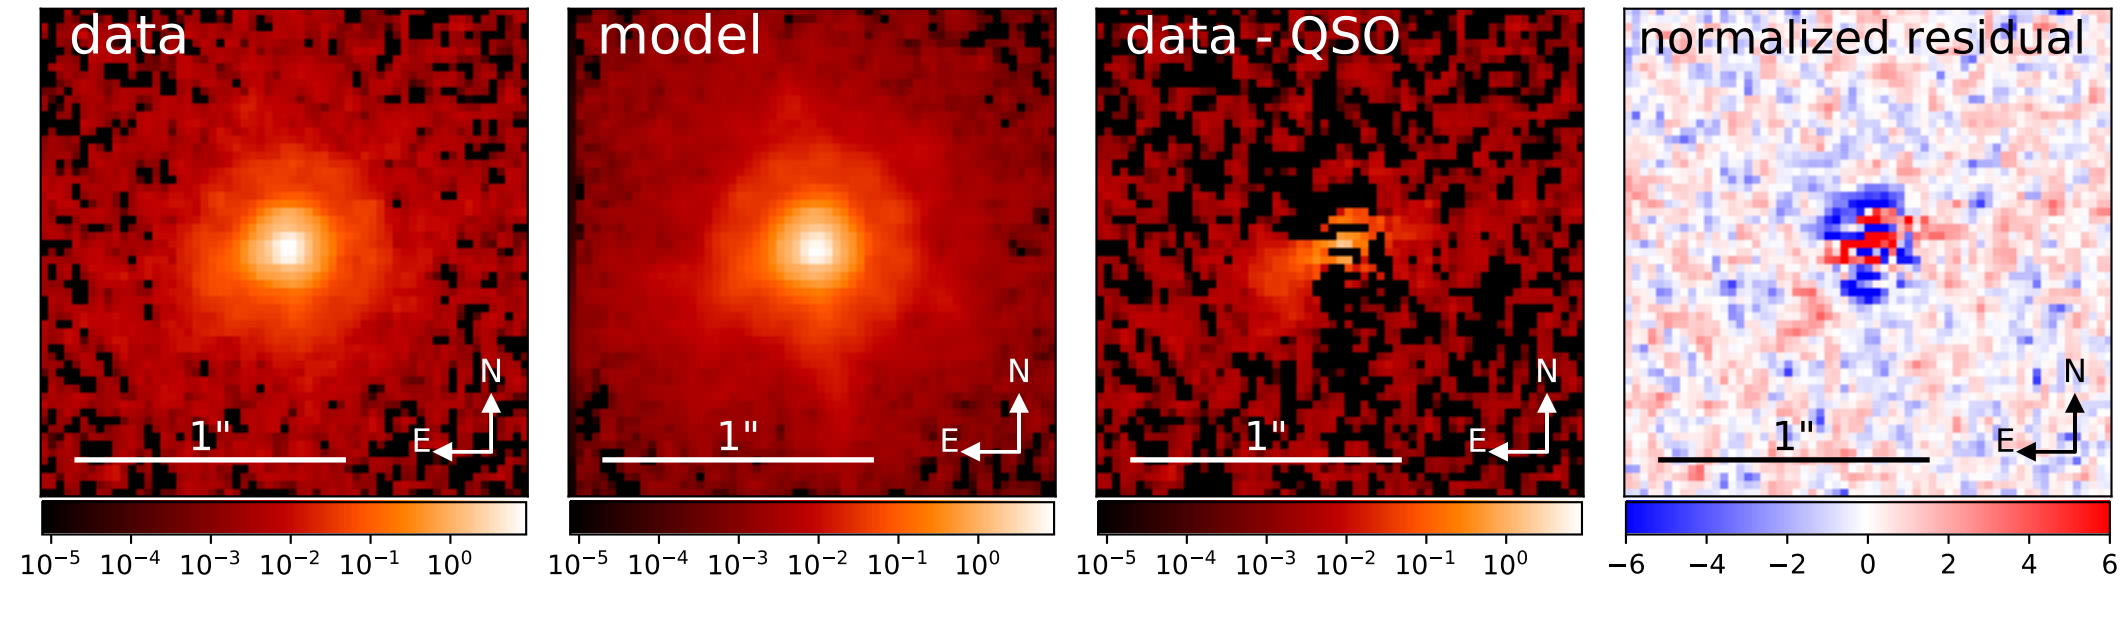 data
model
data - QSO
normalized residual
N
N
N
N
1"
E
1"
E
1"
E
1"
E
10⁻⁵ 10⁻⁴ 10⁻³ 10⁻² 10⁻¹ 10⁰
10⁻⁵ 10⁻⁴ 10⁻³ 10⁻² 10⁻¹ 10⁰
10⁻⁵ 10⁻⁴ 10⁻³ 10⁻² 10⁻¹ 10⁰
−6 −4 −2 0 2 4 6